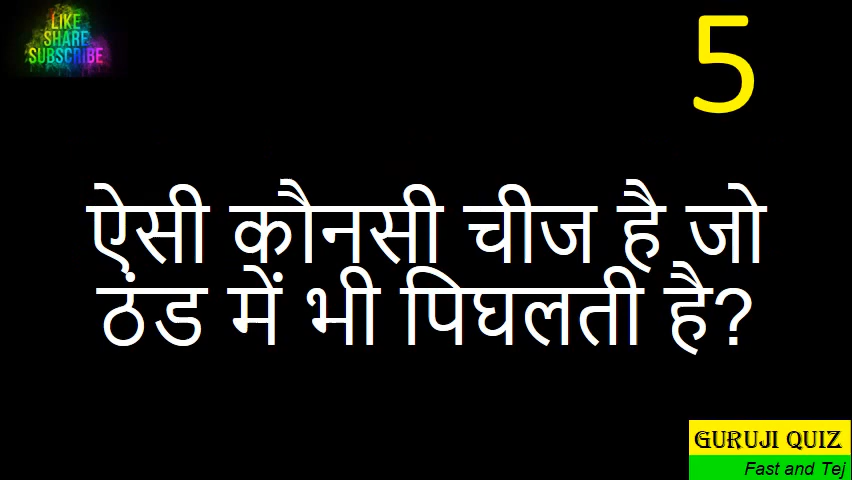 LIKE
SHARE
SUBSCRIBE
5
ऐसी कौनसी चीज है जो
ठंड में भी पिघलती है?
GURUJI QUIZ
Fast and Tej